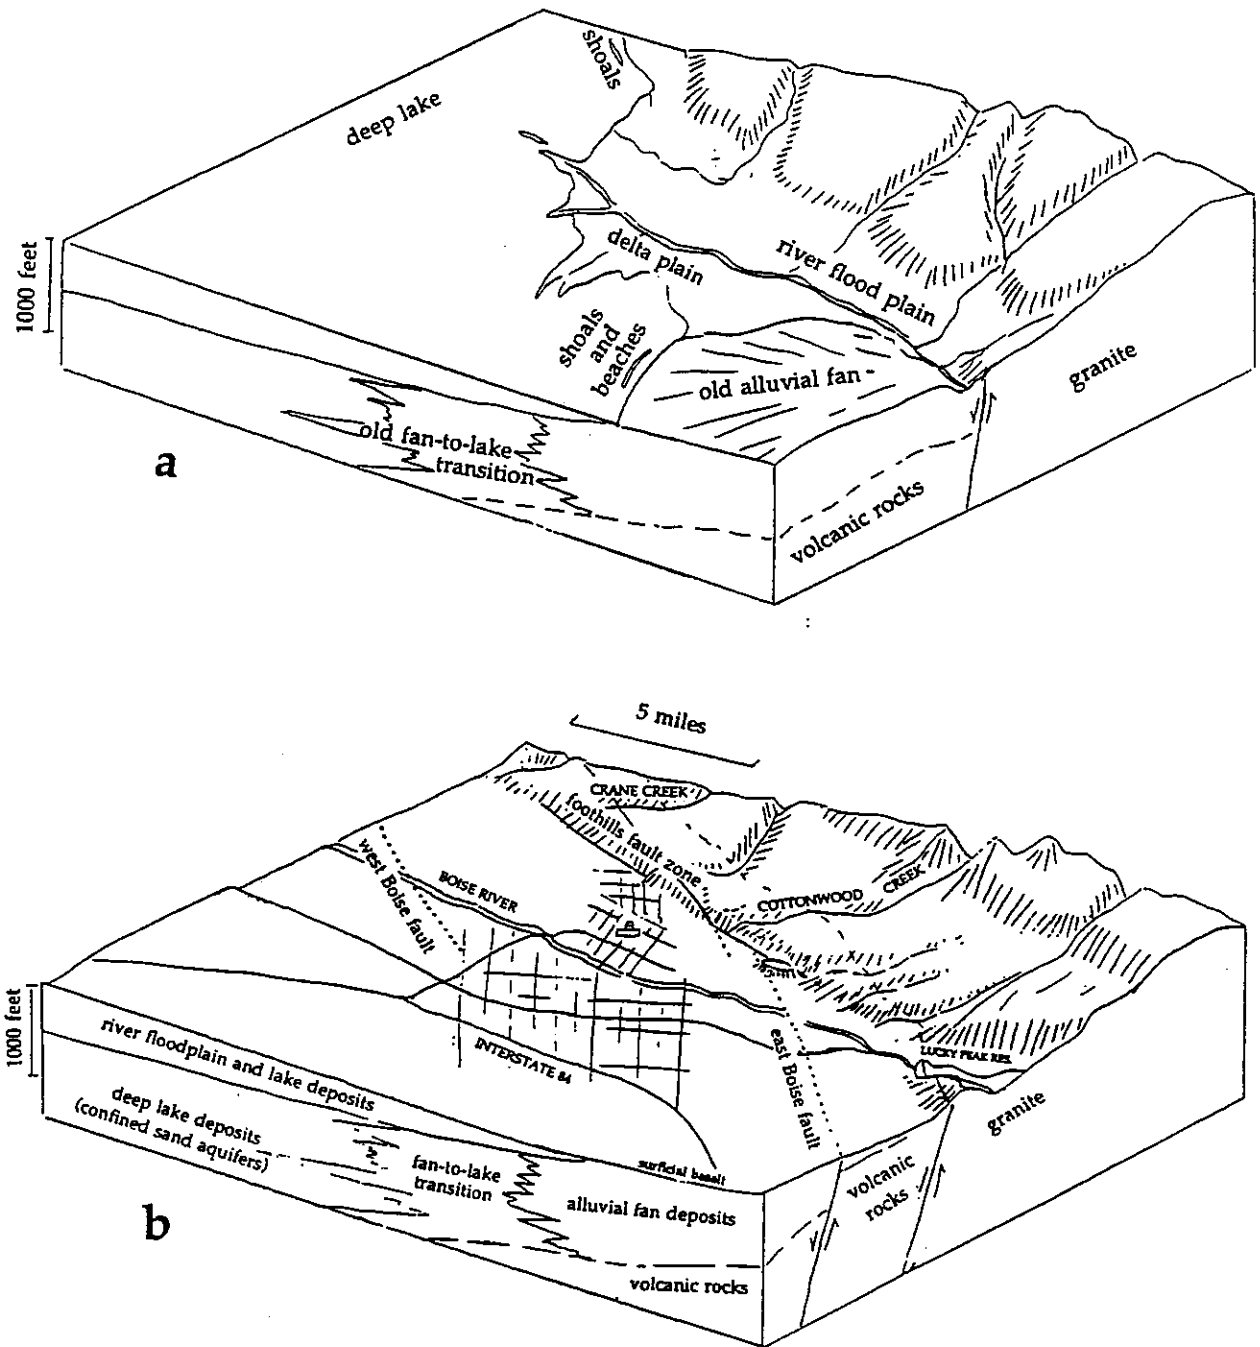 shoals
deep lake
1000 feet
delta plain
river flood plain
shoals
and
beaches
old alluvial fan
granite
old fan-to-lake
transition
a
volcanic rocks
5 miles
CRANE CREEK
foothills fault zone
west Boise fault
BOISE RIVER
COTTONWOOD CREEK
1000 feet
river floodplain and lake deposits
INTERSTATE 84
east Boise fault
LUCKY PEAK RES.
granite
deep lake deposits
(confined sand aquifers)
fan-to-lake
transition
surficial basalt
volcanic
rocks
alluvial fan deposits
b
volcanic rocks